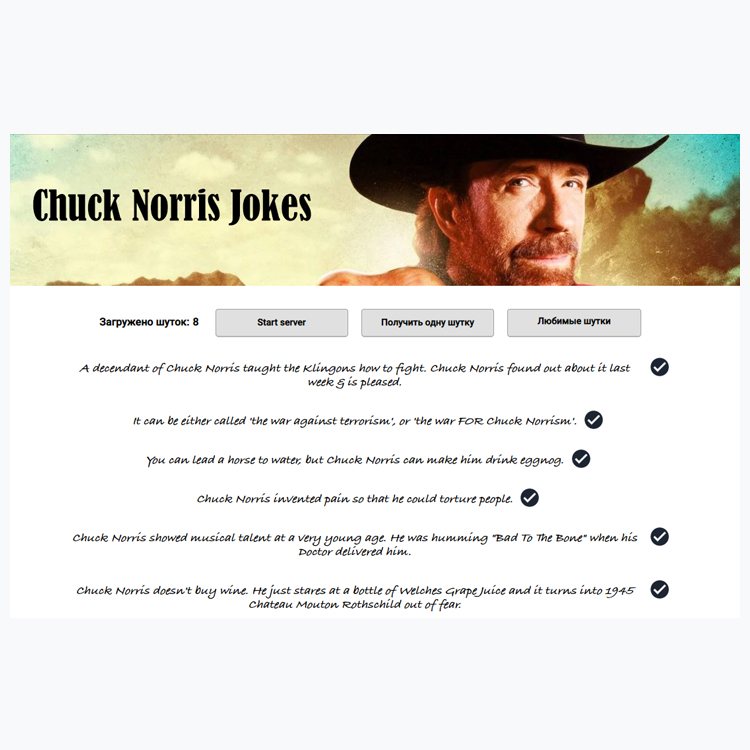 Chuck Norris Jokes
Загружено шуток: 8
Start server
Получить одну шутку
Любимые шутки
A decendant of Chuck Norris taught the Klingons how to fight. Chuck Norris found out about it last
week & is pleased.
It can be either called 'the war against terrorism', or 'the war FOR Chuck Norrism'.
You can lead a horse to water, but Chuck Norris can make him drink eggnog.
Chuck Norris invented pain so that he could torture people.
Chuck Norris showed musical talent at a very young age. He was humming "Bad To The Bone" when his
Doctor delivered him.
Chuck Norris doesn't buy wine. He just stares at a bottle of Welches Grape Juice and it turns into 1945
Chateau Mouton Rothschild out of fear.